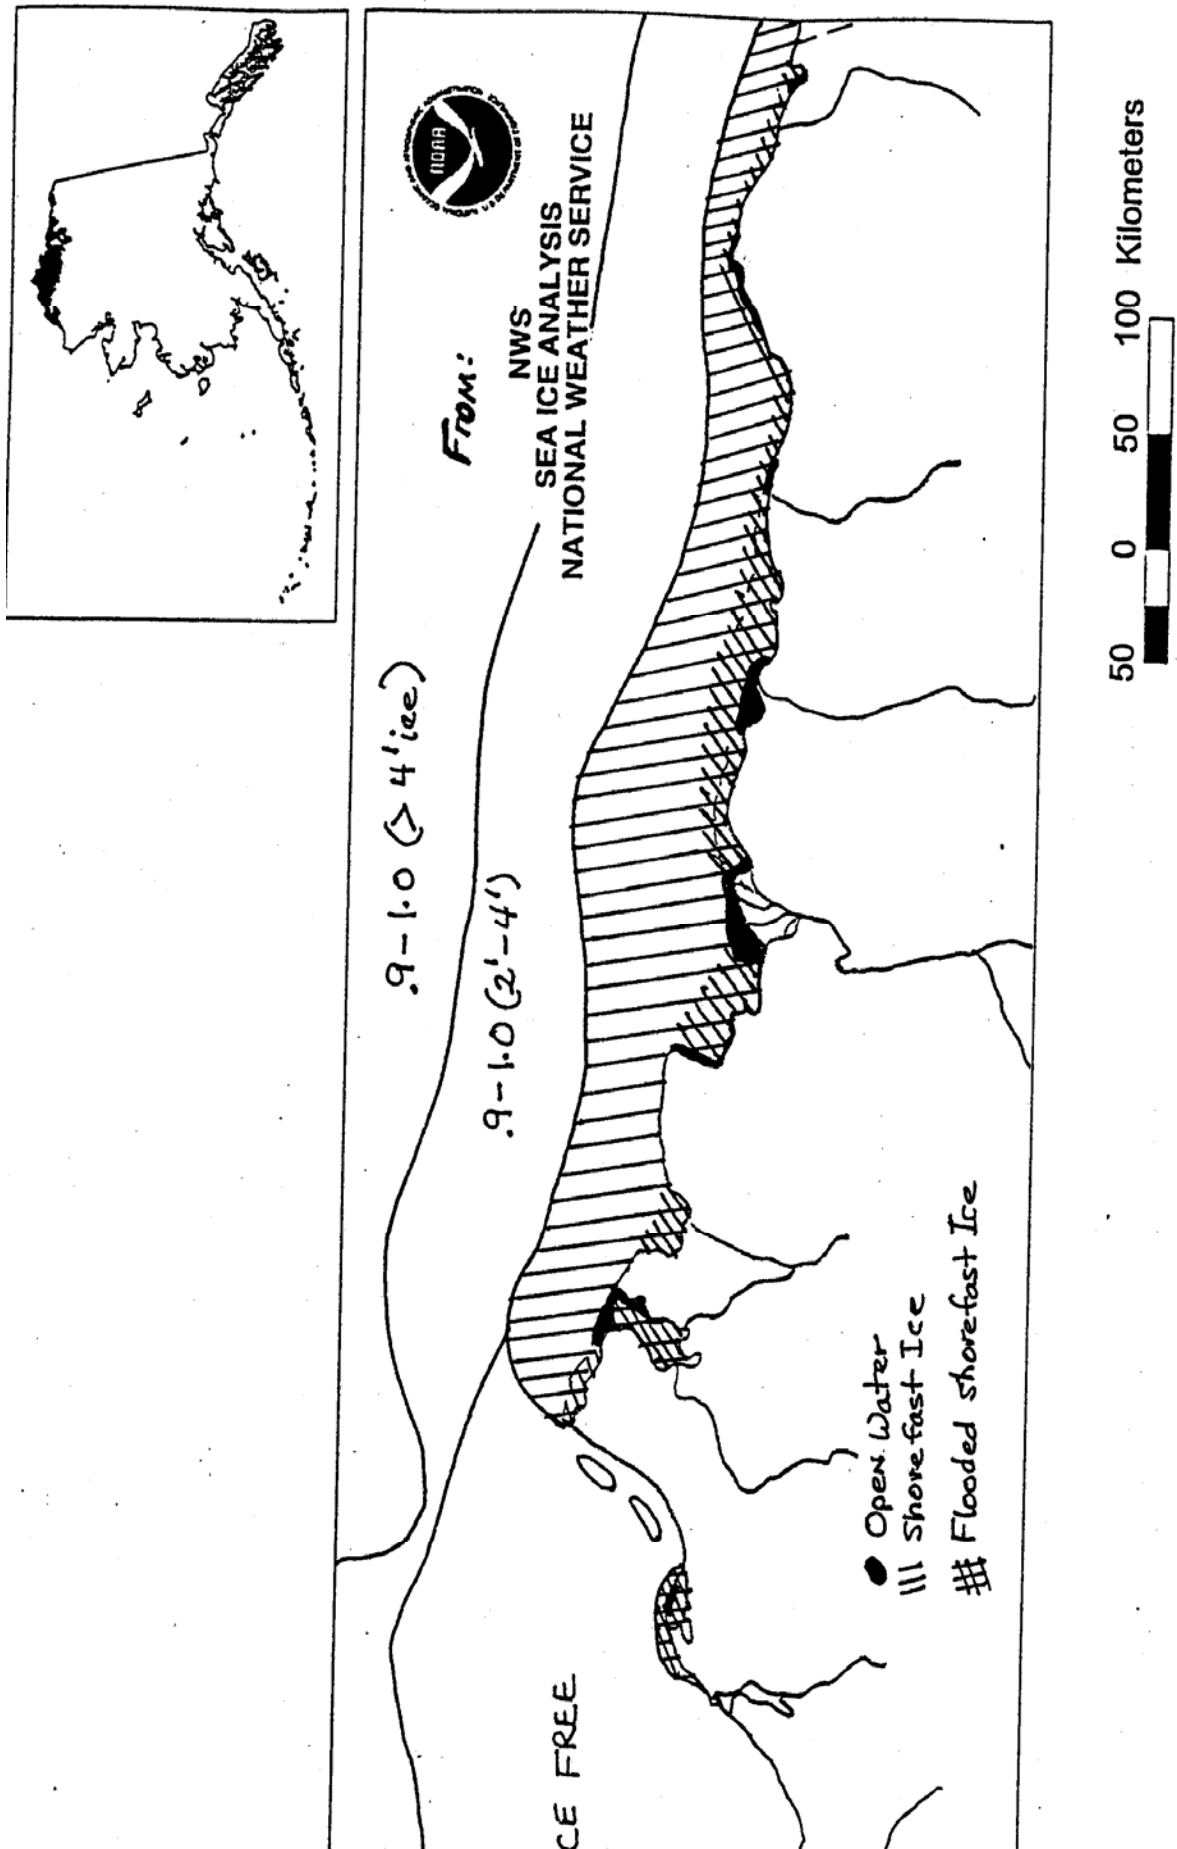 NOAA
From:
NWS
SEA ICE ANALYSIS
NATIONAL WEATHER SERVICE
.9-1.0 (> 4' ice)
.9-1.0 (2'-4')
CE FREE
Open Water
Shorefast Ice
Flooded Shorefast Ice
50 0 50 100 Kilometers